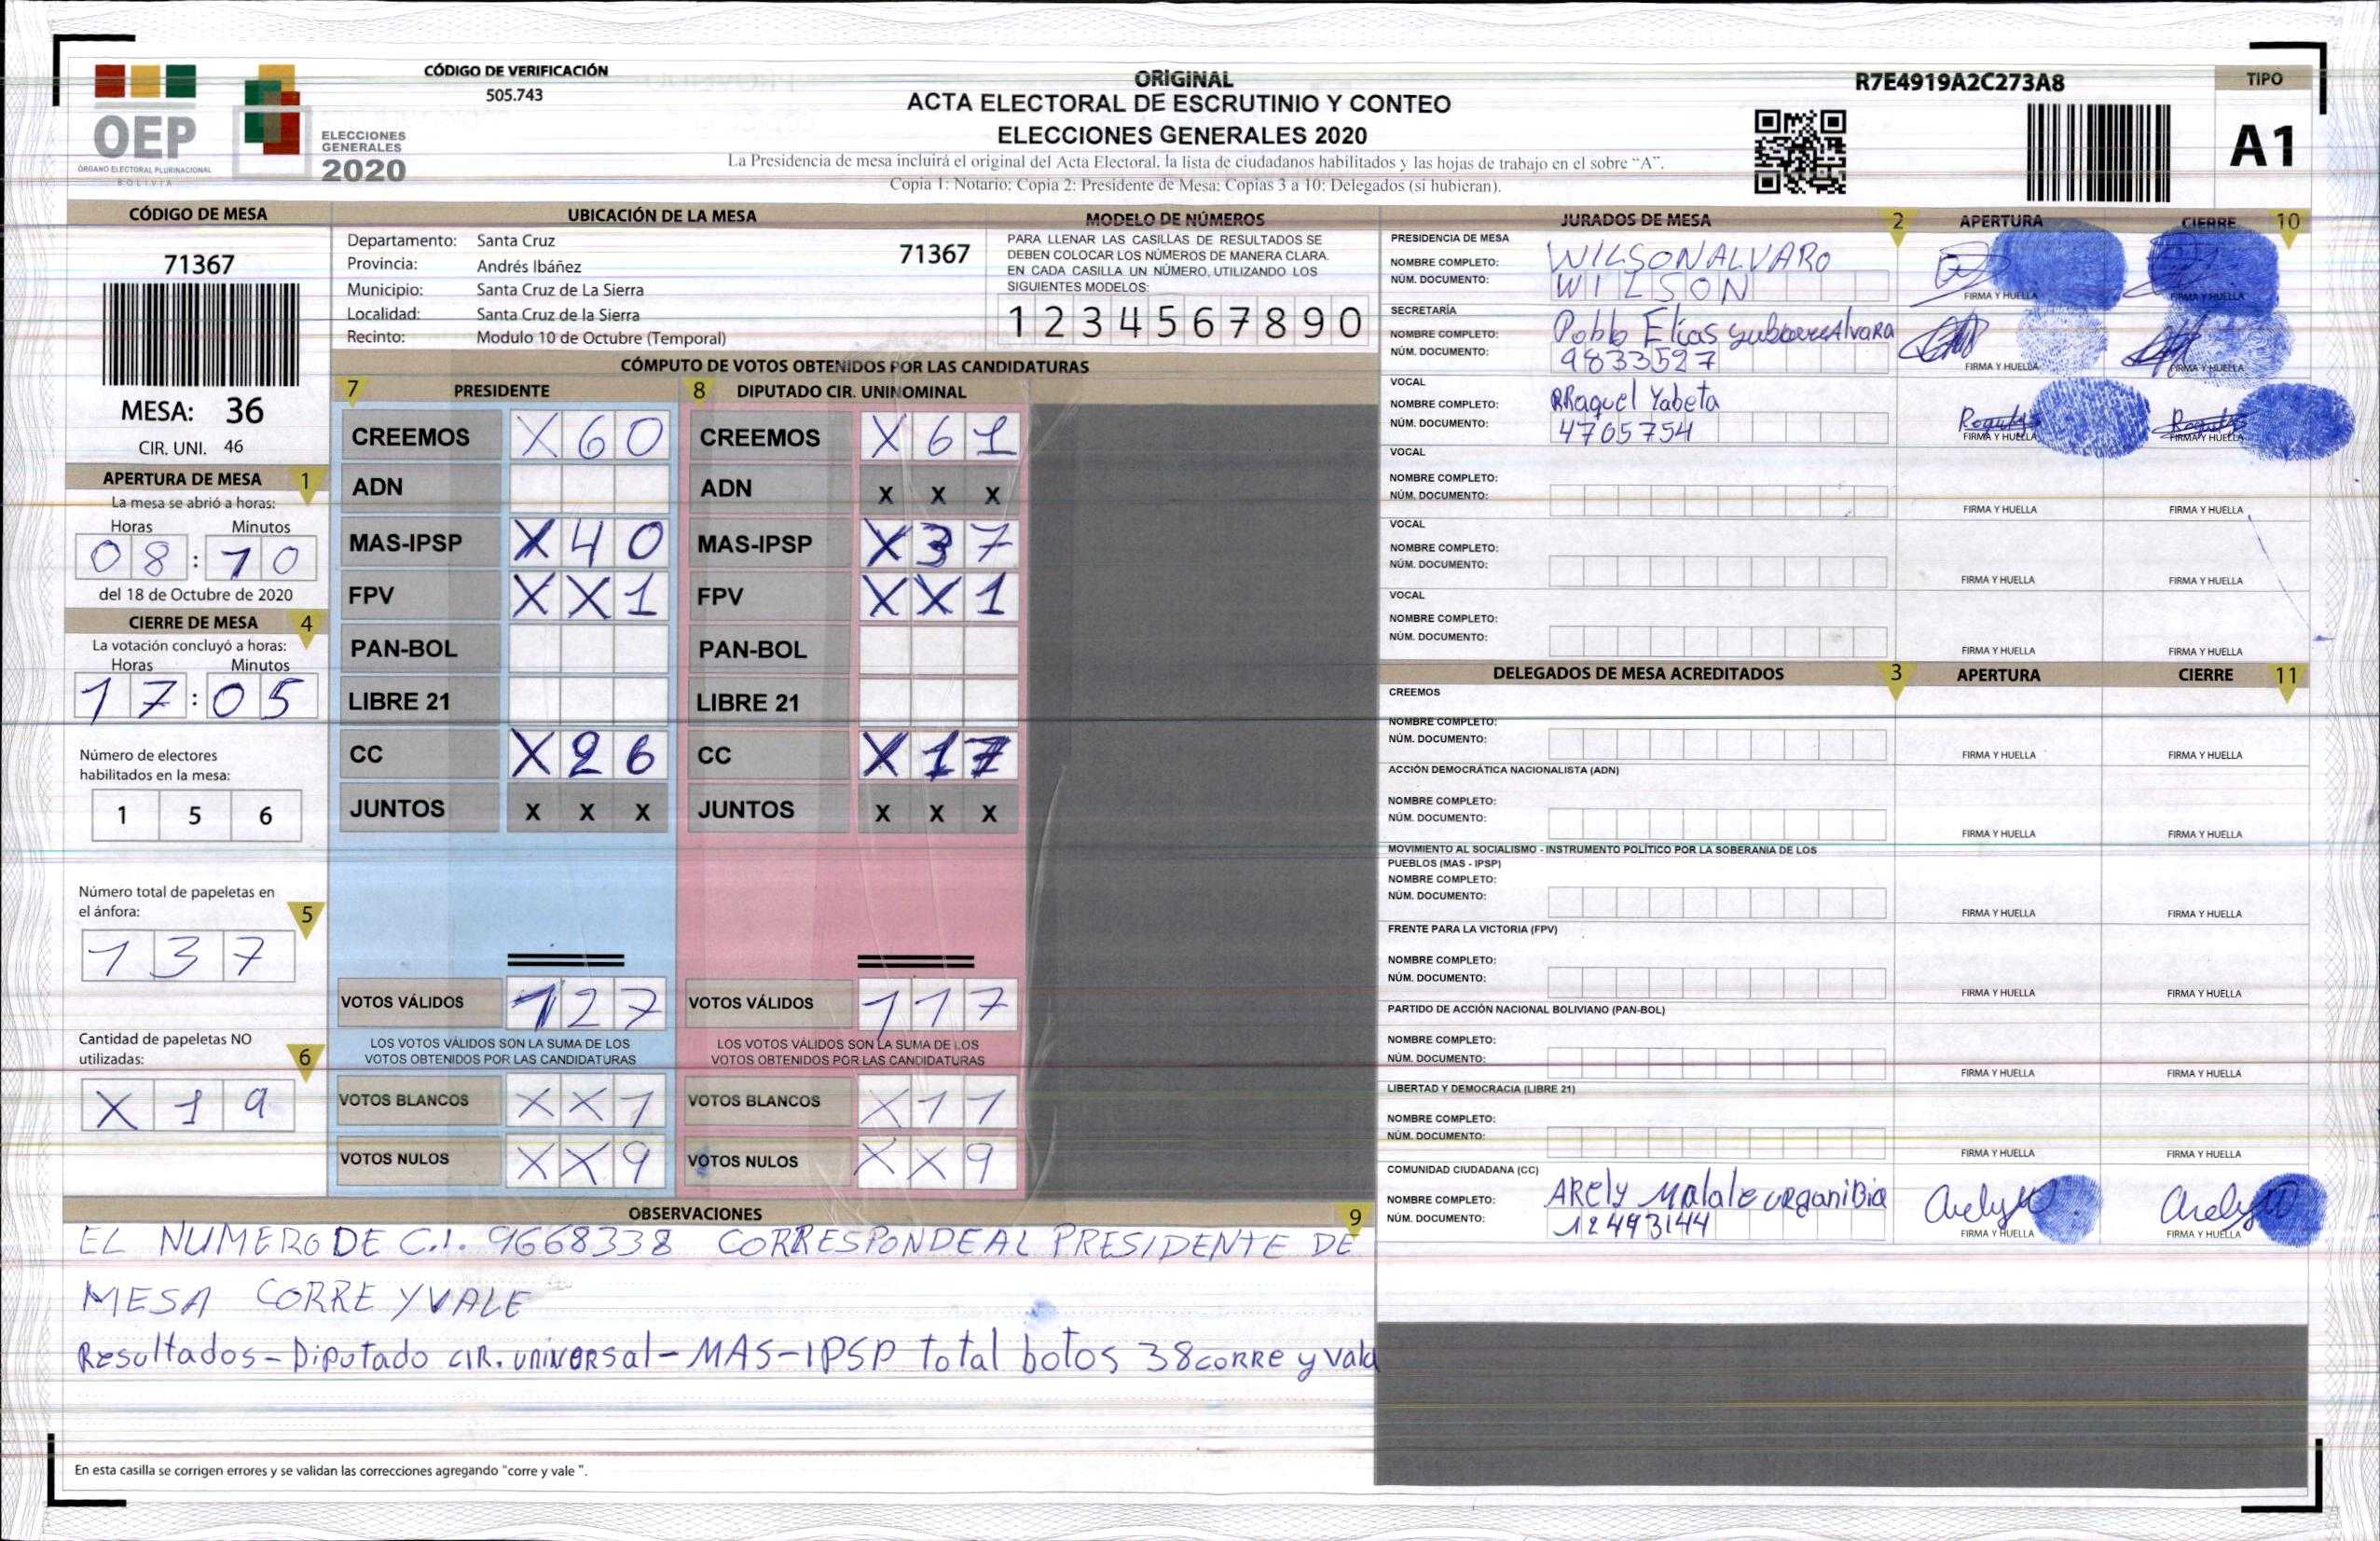 CÓDIGO DE VERIFICACIÓN
505.743
OEP
ÓRGANO ELECTORAL PLURINACIONAL
BOLIVIA
ELECCIONES
GENERALES
2020
ORIGINAL
ACTA ELECTORAL DE ESCRUTINIO Y CONTEO
ELECCIONES GENERALES 2020
La Presidencia de mesa incluirá el original del Acta Electoral, la lista de ciudadanos habilitados y las hojas de trabajo en el sobre "A".
Copia 1: Notario; Copia 2: Presidente de Mesa; Copias 3 a 10: Delegados (si hubieran).
R7E4919A2C273A8
TIPO
A1
CÓDIGO DE MESA
71367
MESA: 36
CIR. UNI. 46
APERTURA DE MESA 1
La mesa se abrió a horas:
Horas Minutos
08:10
del 18 de Octubre de 2020
CIERRE DE MESA 4
La votación concluyó a horas:
Horas Minutos
17:05
Número de electores
habilitados en la mesa:
1 5 6
Número total de papeletas en
el ánfora: 5
1 3 7
Cantidad de papeletas NO
utilizadas: 6
X 1 9
UBICACIÓN DE LA MESA
Departamento: Santa Cruz 71367
Provincia: Andrés Ibáñez
Municipio: Santa Cruz de La Sierra
Localidad: Santa Cruz de la Sierra
Recinto: Modulo 10 de Octubre (Temporal)
MODELO DE NÚMEROS
PARA LLENAR LAS CASILLAS DE RESULTADOS SE
DEBEN COLOCAR LOS NÚMEROS DE MANERA CLARA.
EN CADA CASILLA UN NÚMERO, UTILIZANDO LOS
SIGUIENTES MODELOS:
1 2 3 4 5 6 7 8 9 0
CÓMPUTO DE VOTOS OBTENIDOS POR LAS CANDIDATURAS
7 PRESIDENTE 8 DIPUTADO CIR. UNINOMINAL
CREEMOS X 6 0 CREEMOS X 6 1
ADN ADN X X X
MAS-IPSP X 4 0 MAS-IPSP X 3 7
FPV X X 1 FPV X X 1
PAN-BOL PAN-BOL
LIBRE 21 LIBRE 21
CC X 2 6 CC X 1 7
JUNTOS X X X JUNTOS X X X
VOTOS VÁLIDOS 1 2 7 VOTOS VÁLIDOS 1 1 7
LOS VOTOS VÁLIDOS SON LA SUMA DE LOS LOS VOTOS VÁLIDOS SON LA SUMA DE LOS
VOTOS OBTENIDOS POR LAS CANDIDATURAS VOTOS OBTENIDOS POR LAS CANDIDATURAS
VOTOS BLANCOS X X 1 VOTOS BLANCOS X 1 1
VOTOS NULOS X X 9 VOTOS NULOS X X 9
JURADOS DE MESA 2 APERTURA CIERRE 10
PRESIDENCIA DE MESA
NOMBRE COMPLETO: WILSON ALVARO
NÚM. DOCUMENTO: WILSON
FIRMA Y HUELLA FIRMA Y HUELLA
SECRETARÍA
NOMBRE COMPLETO: Pablo Elias
NÚM. DOCUMENTO: 9833527
FIRMA Y HUELLA FIRMA Y HUELLA
VOCAL
NOMBRE COMPLETO: RRaquel Yabeta
NÚM. DOCUMENTO: 4705754
FIRMA Y HUELLA FIRMA Y HUELLA
VOCAL
NOMBRE COMPLETO:
NÚM. DOCUMENTO:
FIRMA Y HUELLA FIRMA Y HUELLA
VOCAL
NOMBRE COMPLETO:
NÚM. DOCUMENTO:
FIRMA Y HUELLA FIRMA Y HUELLA
VOCAL
NOMBRE COMPLETO:
NÚM. DOCUMENTO:
FIRMA Y HUELLA FIRMA Y HUELLA
DELEGADOS DE MESA ACREDITADOS 3 APERTURA CIERRE 11
CREEMOS
NOMBRE COMPLETO:
NÚM. DOCUMENTO:
FIRMA Y HUELLA FIRMA Y HUELLA
ACCIÓN DEMOCRÁTICA NACIONALISTA (ADN)
NOMBRE COMPLETO:
NÚM. DOCUMENTO:
FIRMA Y HUELLA FIRMA Y HUELLA
MOVIMIENTO AL SOCIALISMO - INSTRUMENTO POLÍTICO POR LA SOBERANIA DE LOS
PUEBLOS (MAS - IPSP)
NOMBRE COMPLETO:
NÚM. DOCUMENTO:
FIRMA Y HUELLA FIRMA Y HUELLA
FRENTE PARA LA VICTORIA (FPV)
NOMBRE COMPLETO:
NÚM. DOCUMENTO:
FIRMA Y HUELLA FIRMA Y HUELLA
PARTIDO DE ACCIÓN NACIONAL BOLIVIANO (PAN-BOL)
NOMBRE COMPLETO:
NÚM. DOCUMENTO:
FIRMA Y HUELLA FIRMA Y HUELLA
LIBERTAD Y DEMOCRACIA (LIBRE 21)
NOMBRE COMPLETO:
NÚM. DOCUMENTO:
FIRMA Y HUELLA FIRMA Y HUELLA
COMUNIDAD CIUDADANA (CC)
NOMBRE COMPLETO: ARely Malale URganiBia
NÚM. DOCUMENTO: 12493144
FIRMA Y HUELLA FIRMA Y HUELLA
OBSERVACIONES 9
EL NUMERO DE C.I. 9668338 CORRESPONDE AL PRESIDENTE DE
MESA CORRE Y VALE
Resultados - Diputado CIR. UNIVERSal - MAS-IPSP total botos 38 CORRE y vala
En esta casilla se corrigen errores y se validan las correcciones agregando "corre y vale ".